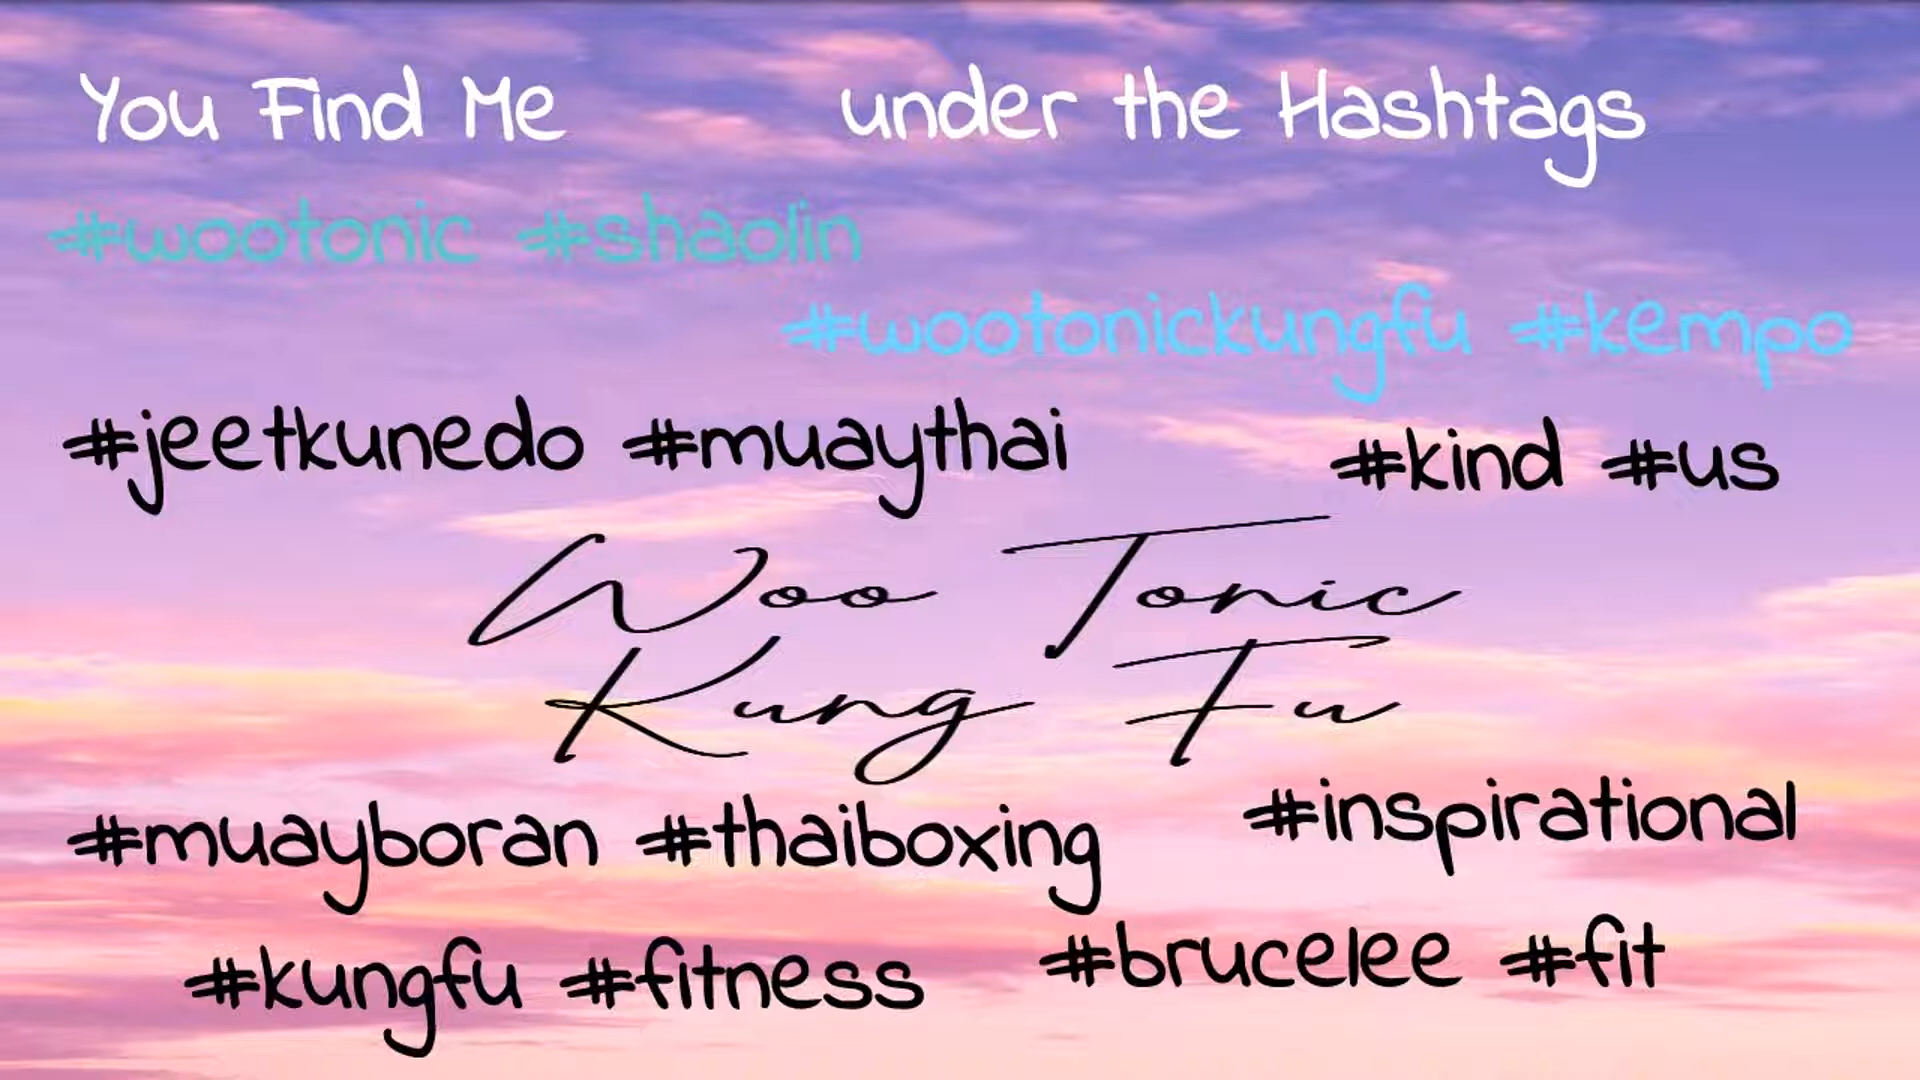 You Find Me under the Hashtags
#wootonic #shaolin
#wootonickungfu #kempo
#jeetkunedo #muaythai #kind #us
Woo Tonic
Kung Fu
#muayboran #thaiboxing #inspirational
#kungfu #fitness #brucelee #fit